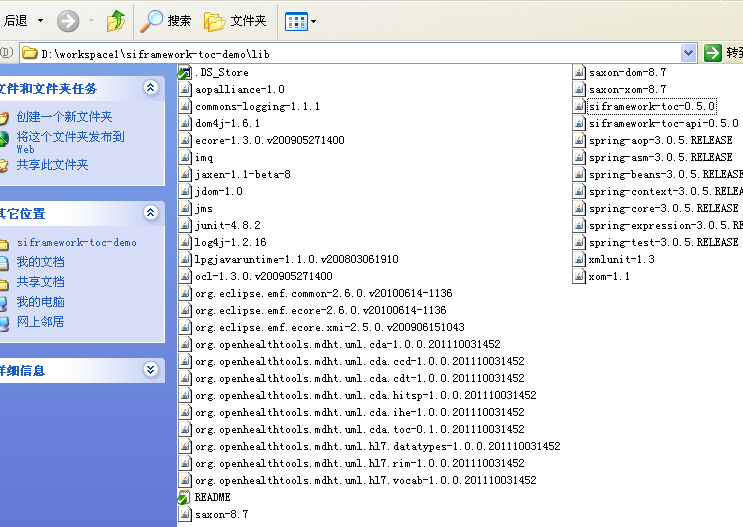 后退
搜索
文件夹
D:\workspace1\siframework-toc-demo\lib
转到
文件和文件夹任务
创建一个新文件夹
将这个文件夹发布到
Web
共享此文件夹
其它位置
siframework-toc-demo
我的文档
共享文档
我的电脑
网上邻居
详细信息
.DS_Store
aopalliance-1.0
commons-logging-1.1.1
dom4j-1.6.1
ecore-1.3.0.v200905271400
imq
jaxen-1.1-beta-8
jdom-1.0
jms
junit-4.8.2
log4j-1.2.16
lpgjavaruntime-1.1.0.v200803061910
ocl-1.3.0.v200905271400
org.eclipse.emf.common-2.6.0.v20100614-1136
org.eclipse.emf.ecore-2.6.0.v20100614-1136
org.eclipse.emf.ecore.xmi-2.5.0.v200906151043
org.openhealthtools.mdht.uml.cda-1.0.0.201110031452
org.openhealthtools.mdht.uml.cda.ccd-1.0.0.201110031452
org.openhealthtools.mdht.uml.cda.cdt-1.0.0.201110031452
org.openhealthtools.mdht.uml.cda.hitsp-1.0.0.201110031452
org.openhealthtools.mdht.uml.cda.ihe-1.0.0.201110031452
org.openhealthtools.mdht.uml.cda.toc-0.1.0.201110031452
org.openhealthtools.mdht.uml.hl7.datatypes-1.0.0.201110031452
org.openhealthtools.mdht.uml.hl7.rim-1.0.0.201110031452
org.openhealthtools.mdht.uml.hl7.vocab-1.0.0.201110031452
README
saxon-8.7
saxon-dom-8.7
saxon-xom-8.7
siframework-toc-0.5.0
siframework-toc-api-0.5.0
spring-aop-3.0.5.RELEASE
spring-asm-3.0.5.RELEASE
spring-beans-3.0.5.RELEASE
spring-context-3.0.5.RELEA
spring-core-3.0.5.RELEASE
spring-expression-3.0.5.RE
spring-test-3.0.5.RELEASE
xmlunit-1.3
xom-1.1